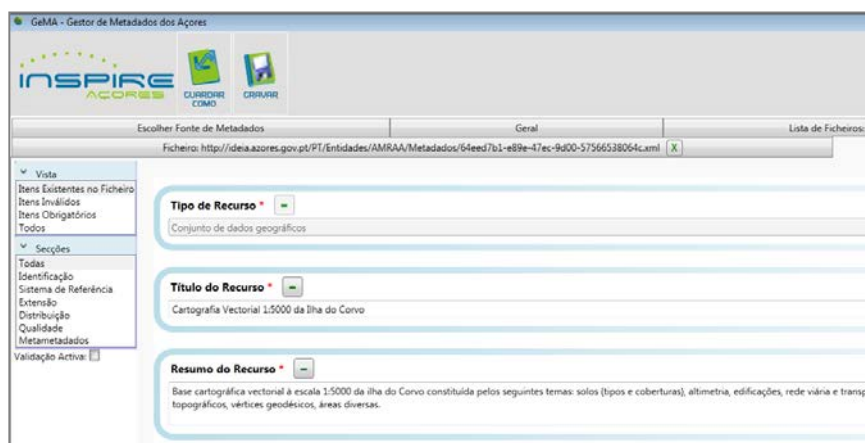 GeMA - Gestor de Metadados dos Açores
INSPIRE
AÇORES
GUARDAR
COMO
GRAVAR
Escolher Fonte de Metadados
Geral
Lista de Ficheiros:
Ficheiro: http://ideia.azores.gov.pt/PT/Entidades/AMRAA/Metadados/64eed7b1-e89e-47ec-9d00-57566538064c.xml X
Vista
Itens Existentes no Ficheiro
Itens Inválidos
Itens Obrigatórios
Todos
Secções
Todas
Identificação
Sistema de Referência
Extensão
Distribuição
Qualidade
Metametadados
Validação Activa:
Tipo de Recurso * -
Conjunto de dados geográficos
Título do Recurso * -
Cartografia Vectorial 1:5000 da Ilha do Corvo
Resumo do Recurso * -
Base cartográfica vectorial à escala 1:5000 da ilha do Corvo constituída pelos seguintes temas: solos (tipos e coberturas), altimetria, edificações, rede viária e transp
topográficos, vértices geodésicos, áreas diversas.